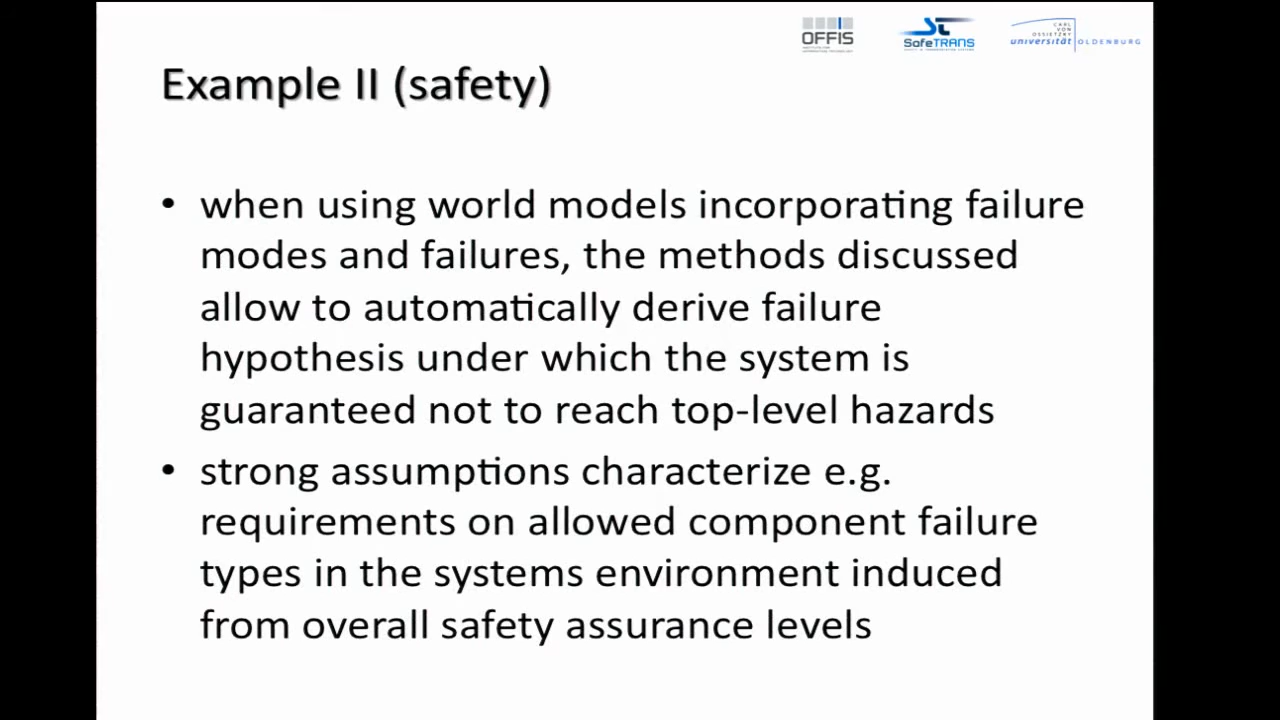 OFFIS
SafeTRANS
CARL
VON
OSSIETZKY
universität OLDENBURG
Example II (safety)
• when using world models incorporating failure
modes and failures, the methods discussed
allow to automatically derive failure
hypothesis under which the system is
guaranteed not to reach top-level hazards
• strong assumptions characterize e.g.
requirements on allowed component failure
types in the systems environment induced
from overall safety assurance levels